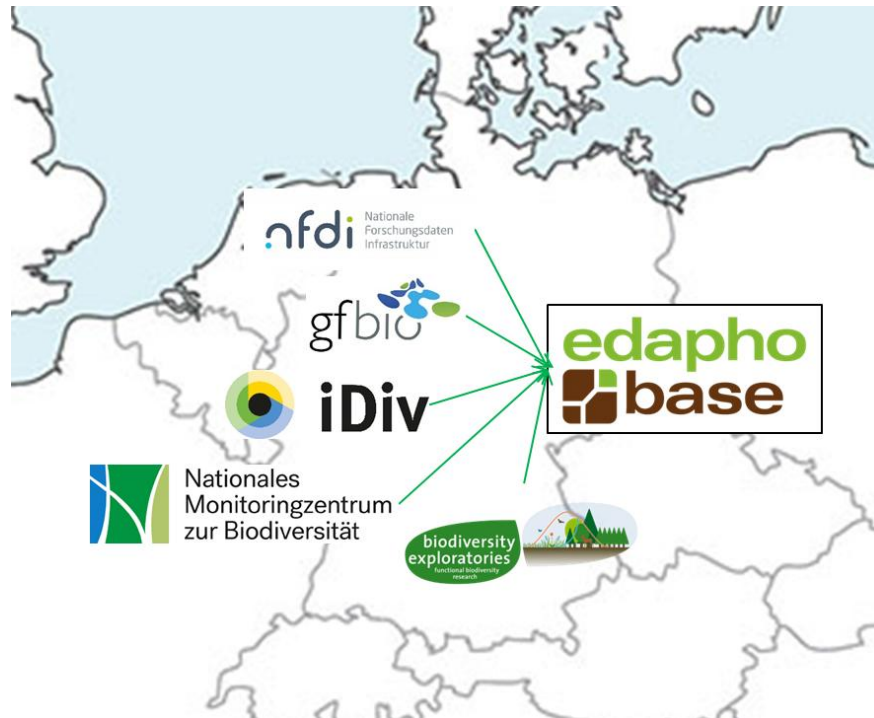 nfdi
Nationale
Forschungsdaten
Infrastruktur
gfbio
iDiv
edapho
base
Nationales
Monitoringzentrum
zur Biodiversität
biodiversity
exploratories
functional biodiversity
research